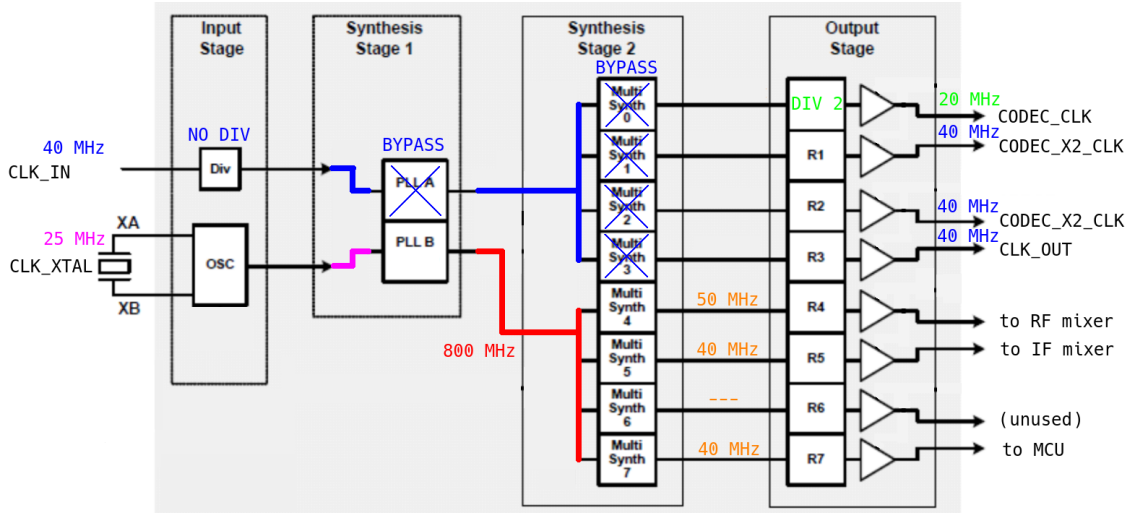 Input
Stage
Synthesis
Stage 1
Synthesis
Stage 2
Output
Stage
BYPASS
Multi
Synth
0
DIV 2
20 MHz
CODEC_CLK
40 MHz
CLK_IN
NO DIV
Div
BYPASS
PLL A
Multi
Synth
1
R1
40 MHz
CODEC_X2_CLK
Multi
Synth
2
R2
40 MHz
CODEC_X2_CLK
25 MHz
CLK_XTAL
XA
XB
OSC
PLL B
Multi
Synth
3
R3
40 MHz
CLK_OUT
800 MHz
Multi
Synth
4
50 MHz
R4
to RF mixer
Multi
Synth
5
40 MHz
R5
to IF mixer
Multi
Synth
6
---
R6
(unused)
Multi
Synth
7
40 MHz
R7
to MCU